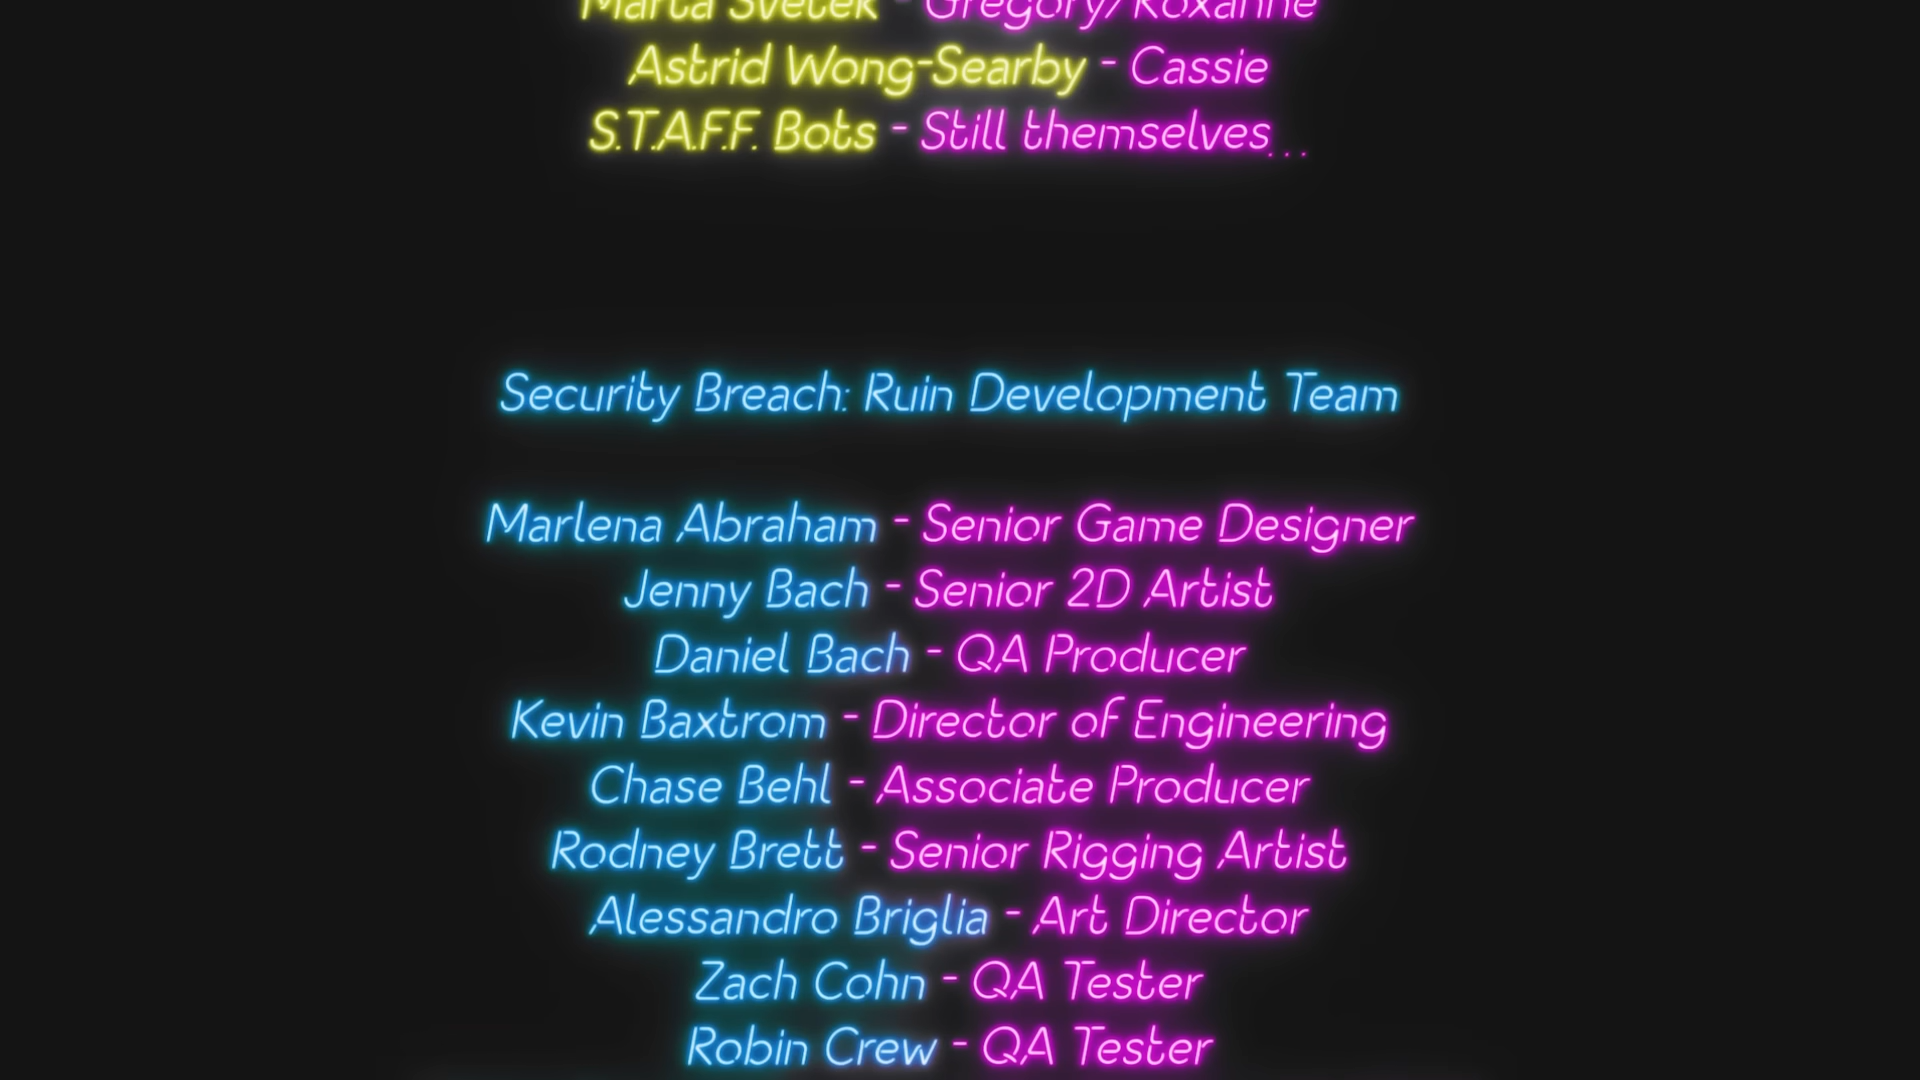 Marta Svetek - Gregory/Roxanne
Astrid Wong-Searby - Cassie
S.T.A.F.F. Bots - Still themselves...
Security Breach: Ruin Development Team
Marlena Abraham - Senior Game Designer
Jenny Bach - Senior 2D Artist
Daniel Bach - QA Producer
Kevin Baxtrom - Director of Engineering
Chase Behl - Associate Producer
Rodney Brett - Senior Rigging Artist
Alessandro Briglia - Art Director
Zach Cohn - QA Tester
Robin Crew - QA Tester